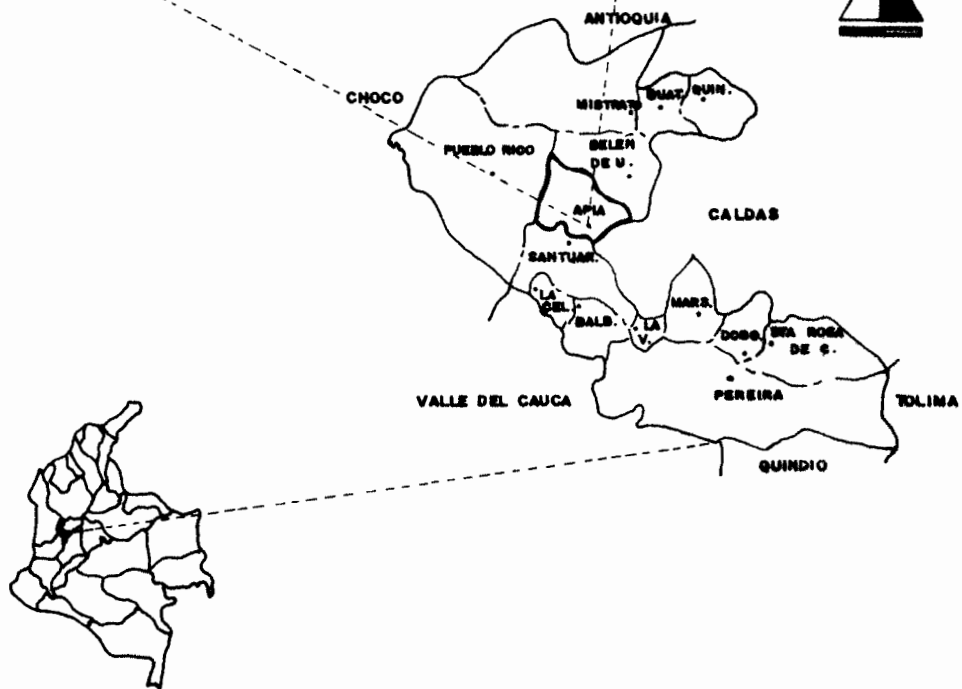 ANTIOQUIA
CHOCO
MISTRATO
GUAT.
QUIN.
PUEBLO RICO
BELEN
DE U.
APIA
CALDAS
SANTUAR.
LA
CEL.
BALB.
LA
V.
MARS.
DOSQ.
STA ROSA
DE C.
PEREIRA
VALLE DEL CAUCA
TOLIMA
QUINDIO